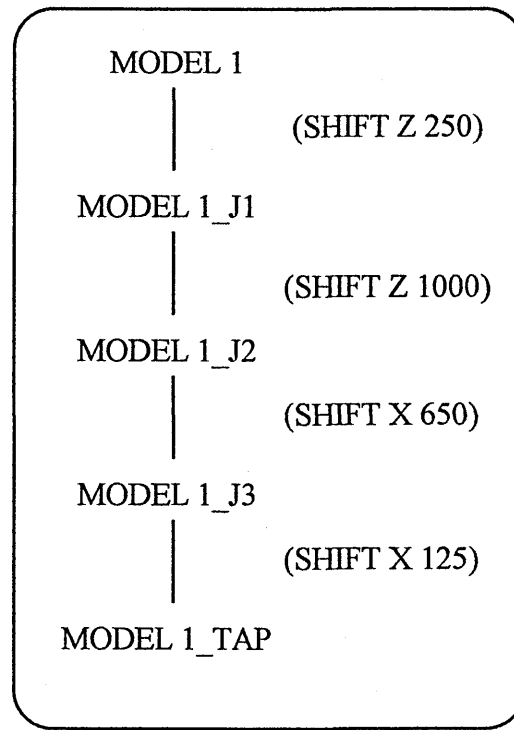 MODEL 1
(SHIFT Z 250)
MODEL 1_J1
(SHIFT Z 1000)
MODEL 1_J2
(SHIFT X 650)
MODEL 1_J3
(SHIFT X 125)
MODEL 1_TAP